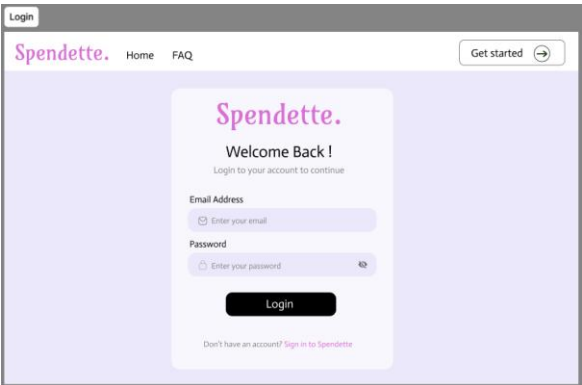 Login
Spendette. Home FAQ Get started
Spendette.
Welcome Back !
Login to your account to continue
Email Address
Enter your email
Password
Enter your password
Login
Don't have an account? Sign in to Spendette